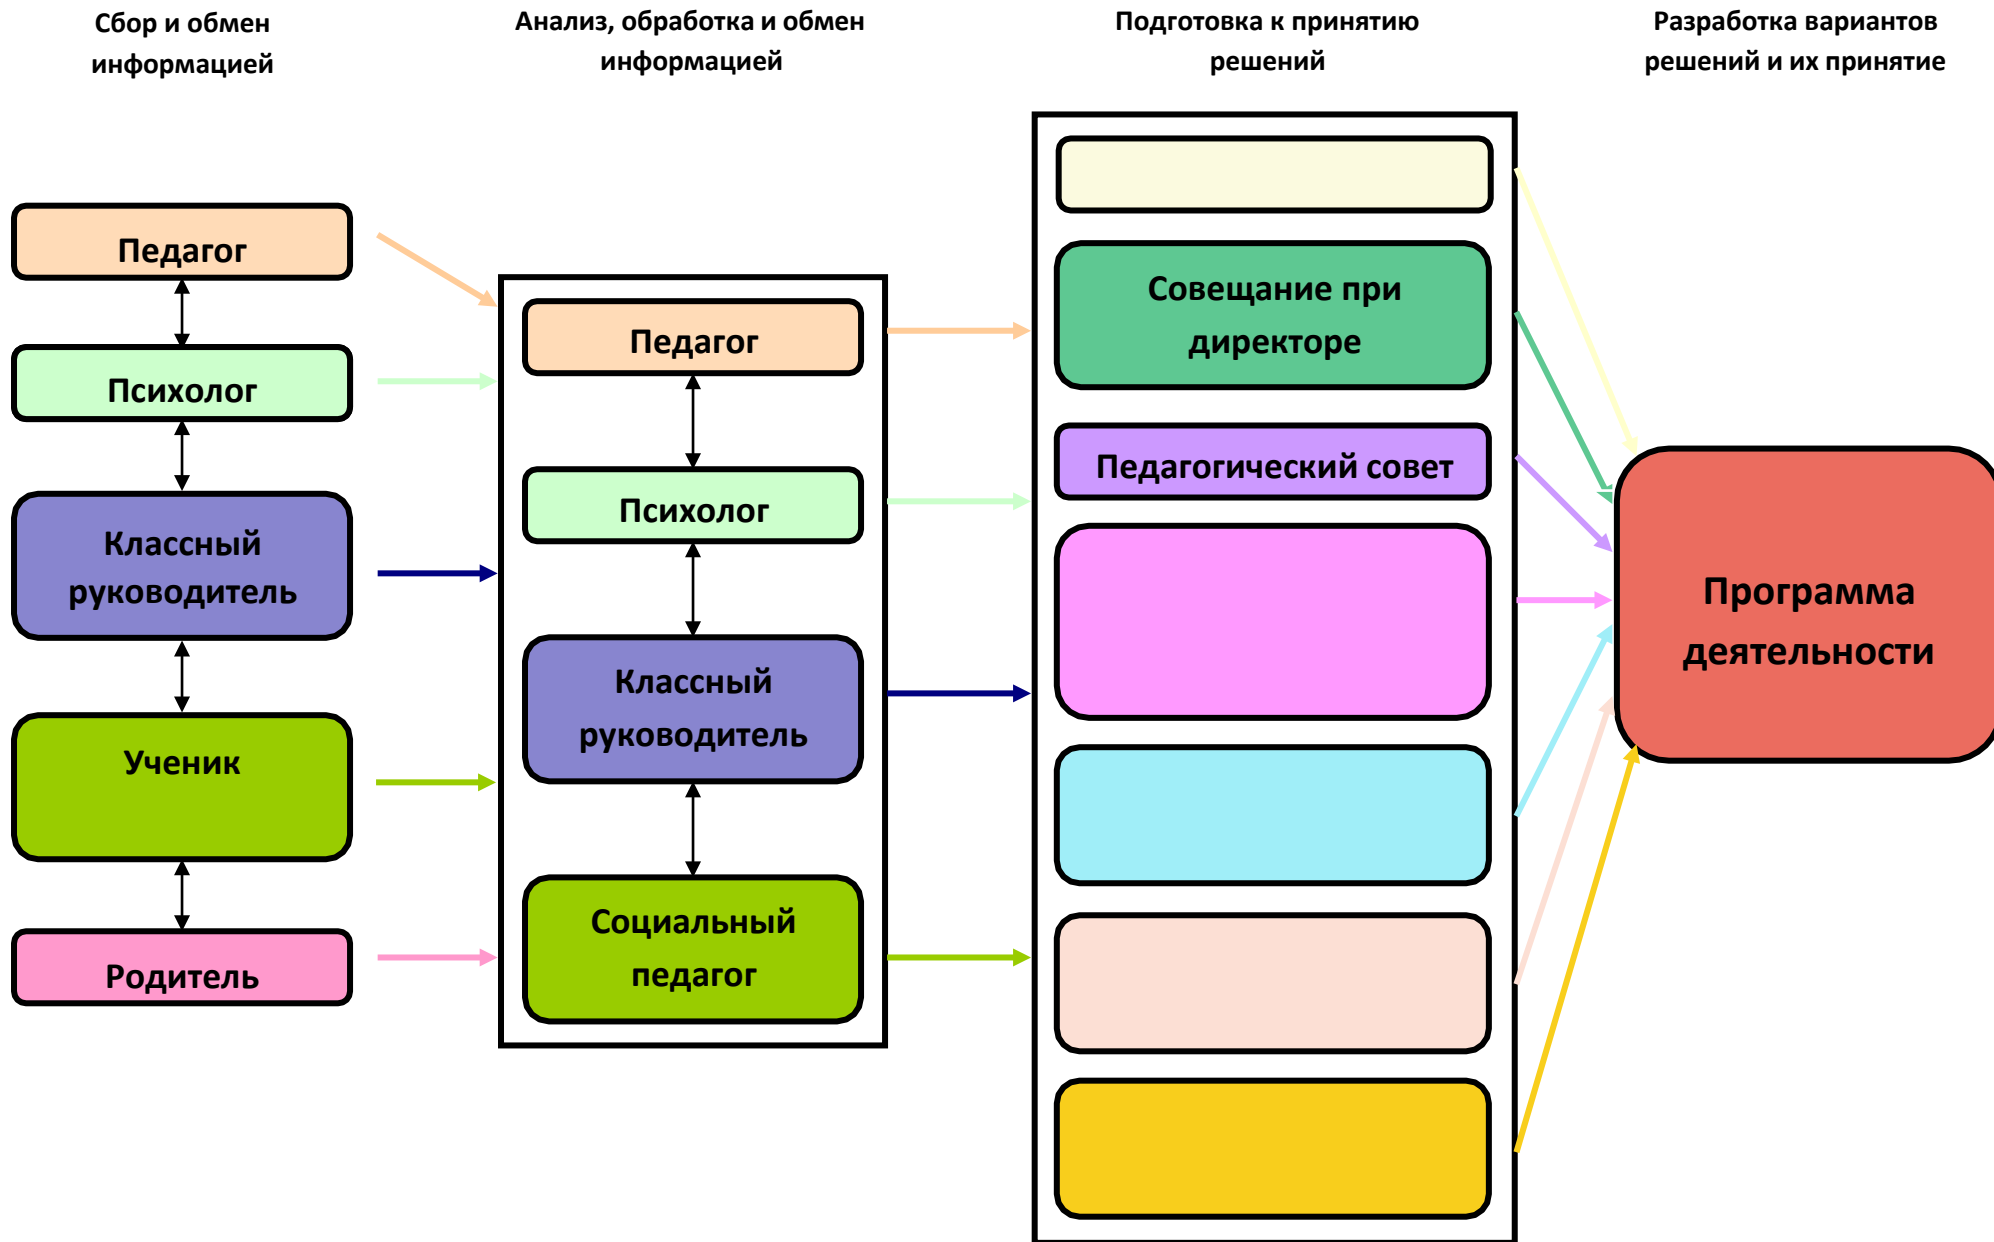 Сбор и обмен
информацией
Анализ, обработка и обмен
информацией
Подготовка к принятию
решений
Разработка вариантов
решений и их принятие
Педагог
Психолог
Классный
руководитель
Ученик
Родитель
Педагог
Психолог
Классный
руководитель
Социальный
педагог
Совещание при
директоре
Педагогический совет
Программа
деятельности